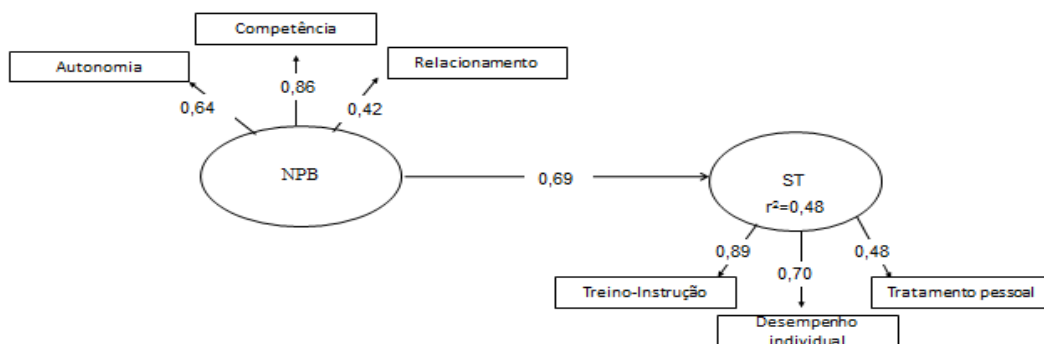 Competência
Autonomia
Relacionamento
0,64
0,86
0,42
NPB
0,69
ST
r²=0,48
0,89
0,70
0,48
Treino-Instrução
Tratamento pessoal
Desempenho
individual